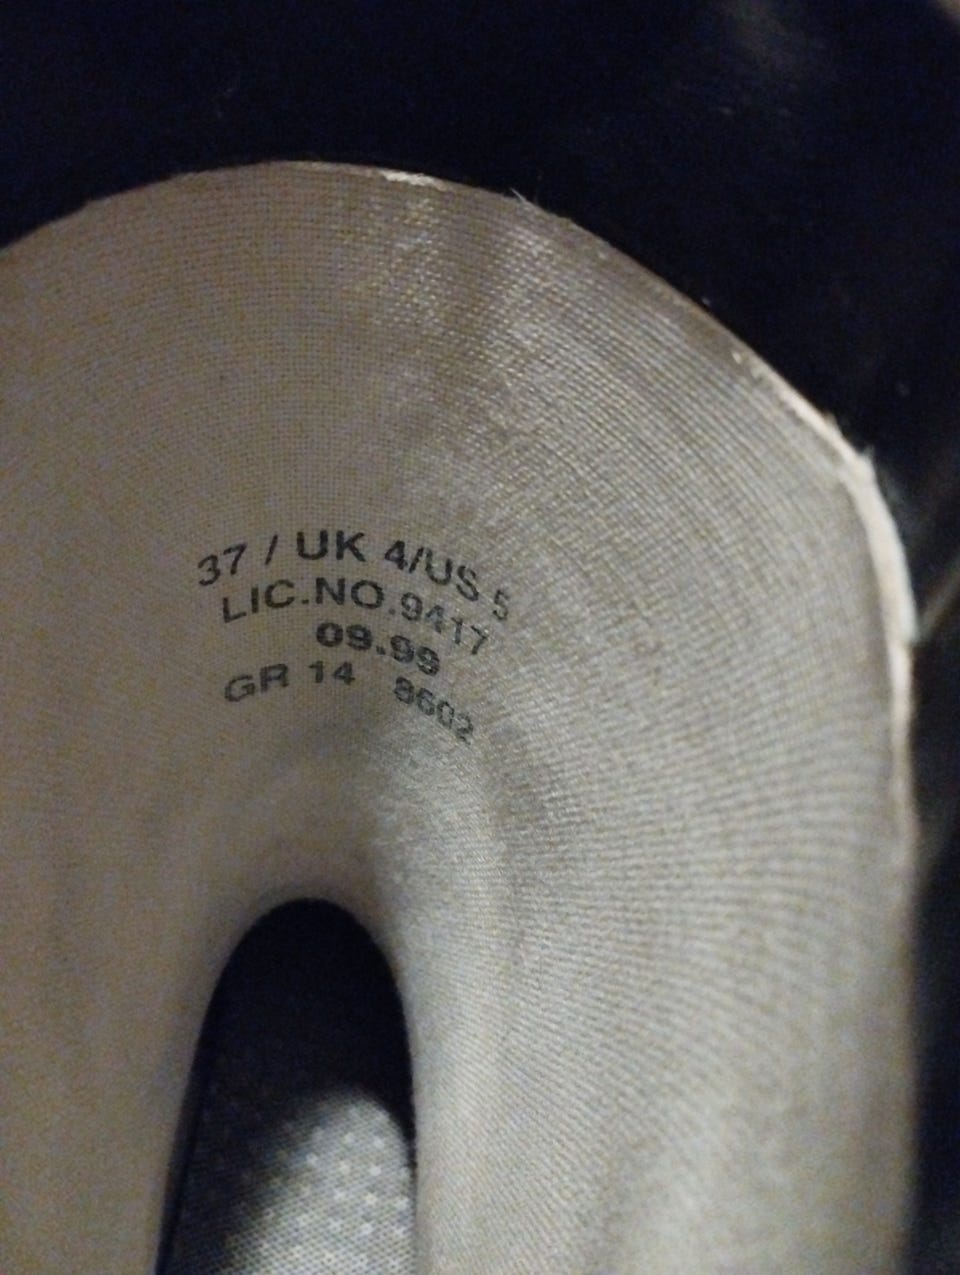 37 / UK 4/US 5
LIC.NO.9417
09.99
GR 14 8602